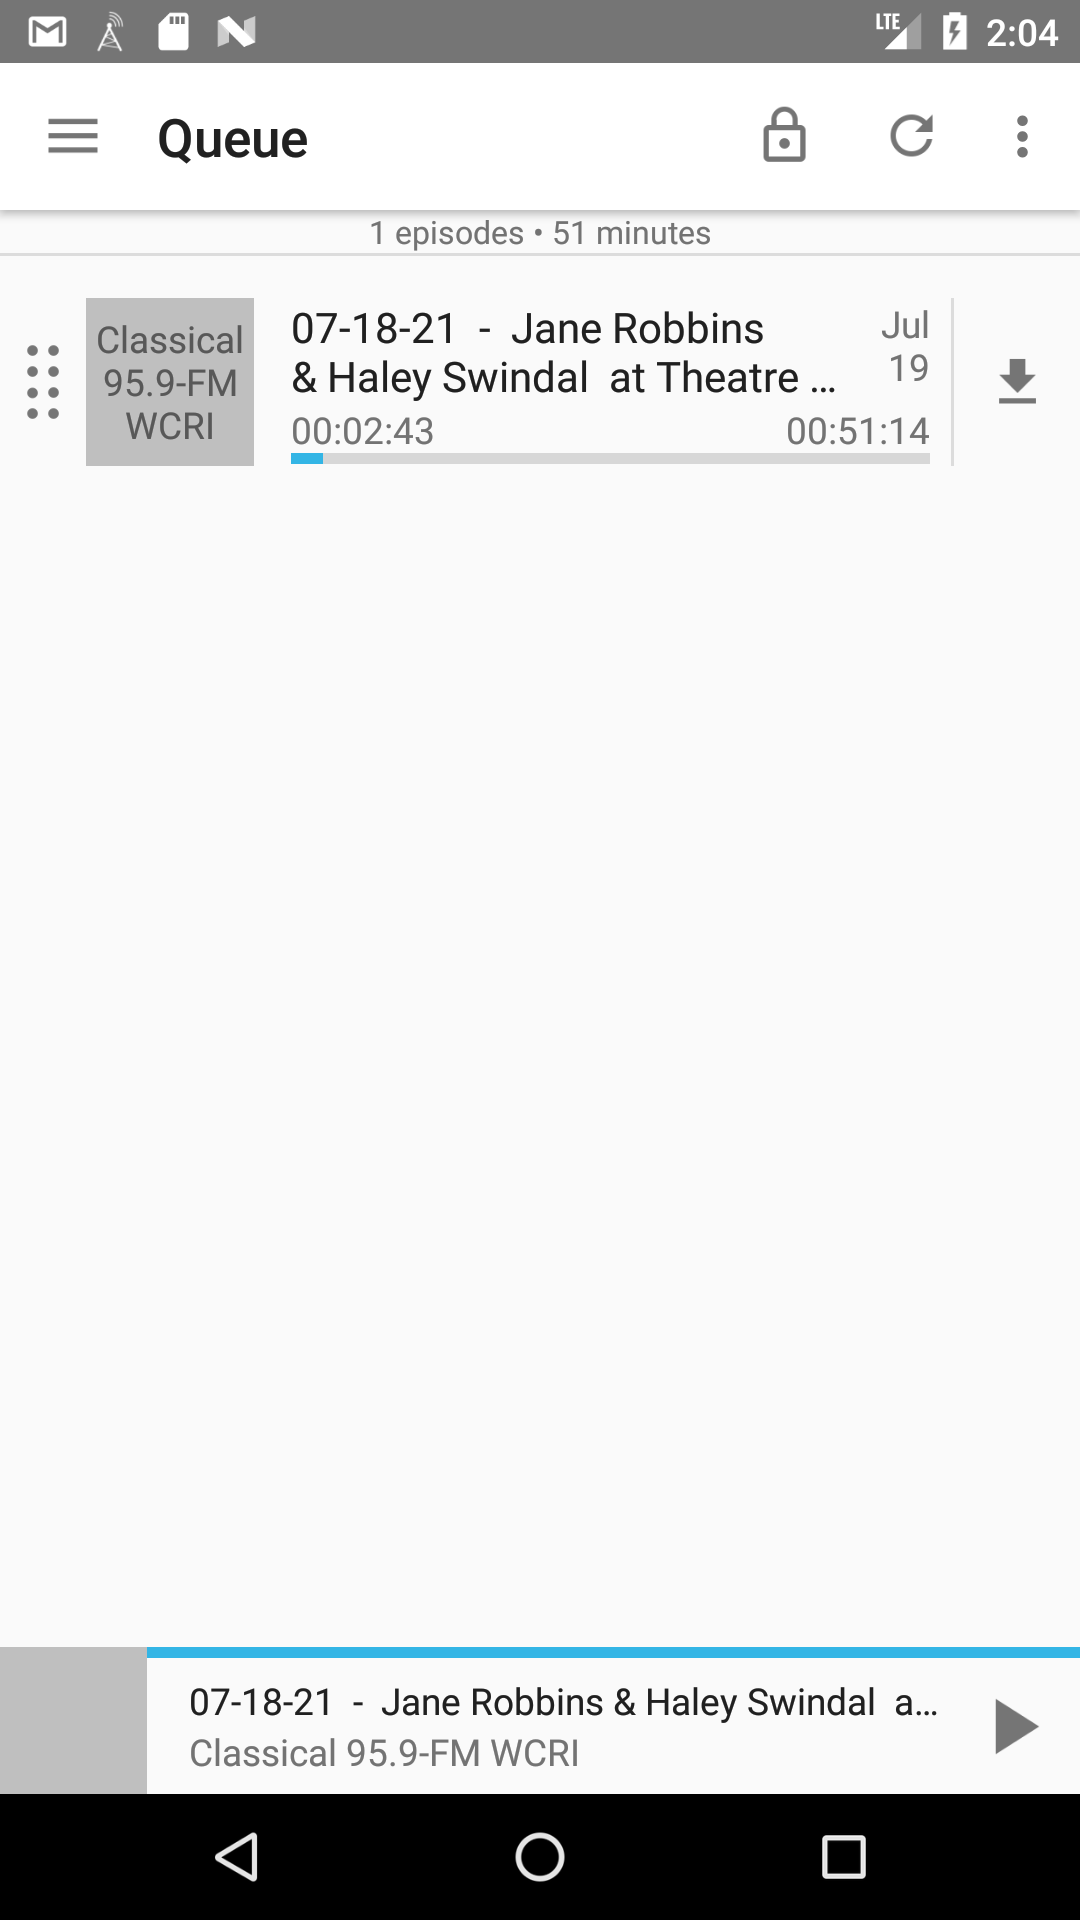 LTE 2:04
Queue
1 episodes • 51 minutes
Classical
95.9-FM
WCRI
07-18-21 - Jane Robbins
& Haley Swindal at Theatre ...
Jul
19
00:02:43 00:51:14
07-18-21 - Jane Robbins & Haley Swindal a...
Classical 95.9-FM WCRI